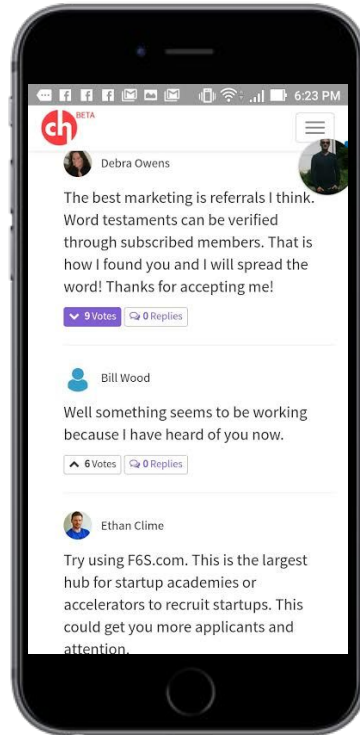 6:23 PM
ch BETA
Debra Owens
The best marketing is referrals I think.
Word testaments can be verified
through subscribed members. That is
how I found you and I will spread the
word! Thanks for accepting me!
9 Votes 0 Replies
Bill Wood
Well something seems to be working
because I have heard of you now.
6 Votes 0 Replies
Ethan Clime
Try using F6S.com. This is the largest
hub for startup academies or
accelerators to recruit startups. This
could get you more applicants and
attention.